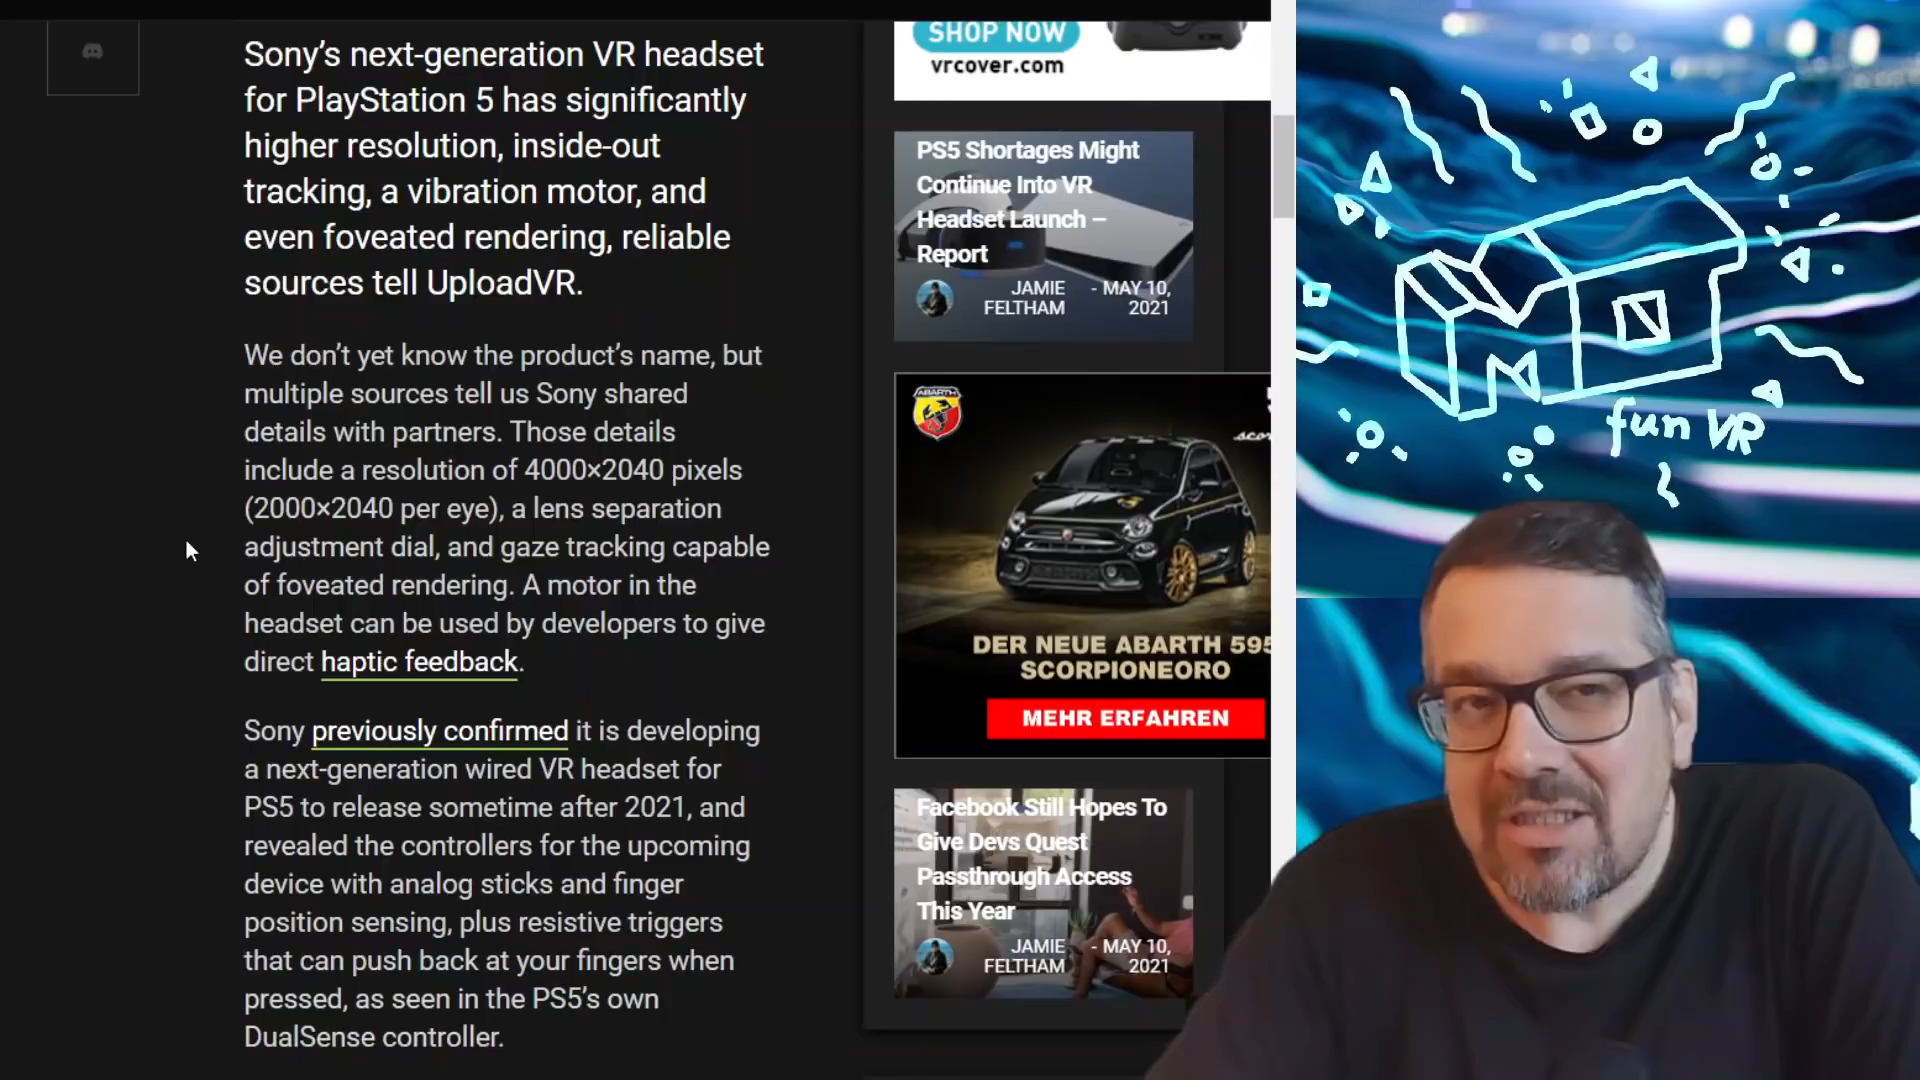 Sony’s next-generation VR headset
for PlayStation 5 has significantly
higher resolution, inside-out
tracking, a vibration motor, and
even foveated rendering, reliable
sources tell UploadVR.
We don’t yet know the product’s name, but
multiple sources tell us Sony shared
details with partners. Those details
include a resolution of 4000×2040 pixels
(2000×2040 per eye), a lens separation
adjustment dial, and gaze tracking capable
of foveated rendering. A motor in the
headset can be used by developers to give
direct haptic feedback.
Sony previously confirmed it is developing
a next-generation wired VR headset for
PS5 to release sometime after 2021, and
revealed the controllers for the upcoming
device with analog sticks and finger
position sensing, plus resistive triggers
that can push back at your fingers when
pressed, as seen in the PS5’s own
DualSense controller.
SHOP NOW
vrcover.com
PS5 Shortages Might
Continue Into VR
Headset Launch –
Report
JAMIE
FELTHAM
- MAY 10,
2021
ABARTH
DER NEUE ABARTH 595
SCORPIONEORO
MEHR ERFAHREN
Facebook Still Hopes To
Give Devs Quest
Passthrough Access
This Year
JAMIE
FELTHAM
- MAY 10,
2021
fun VR